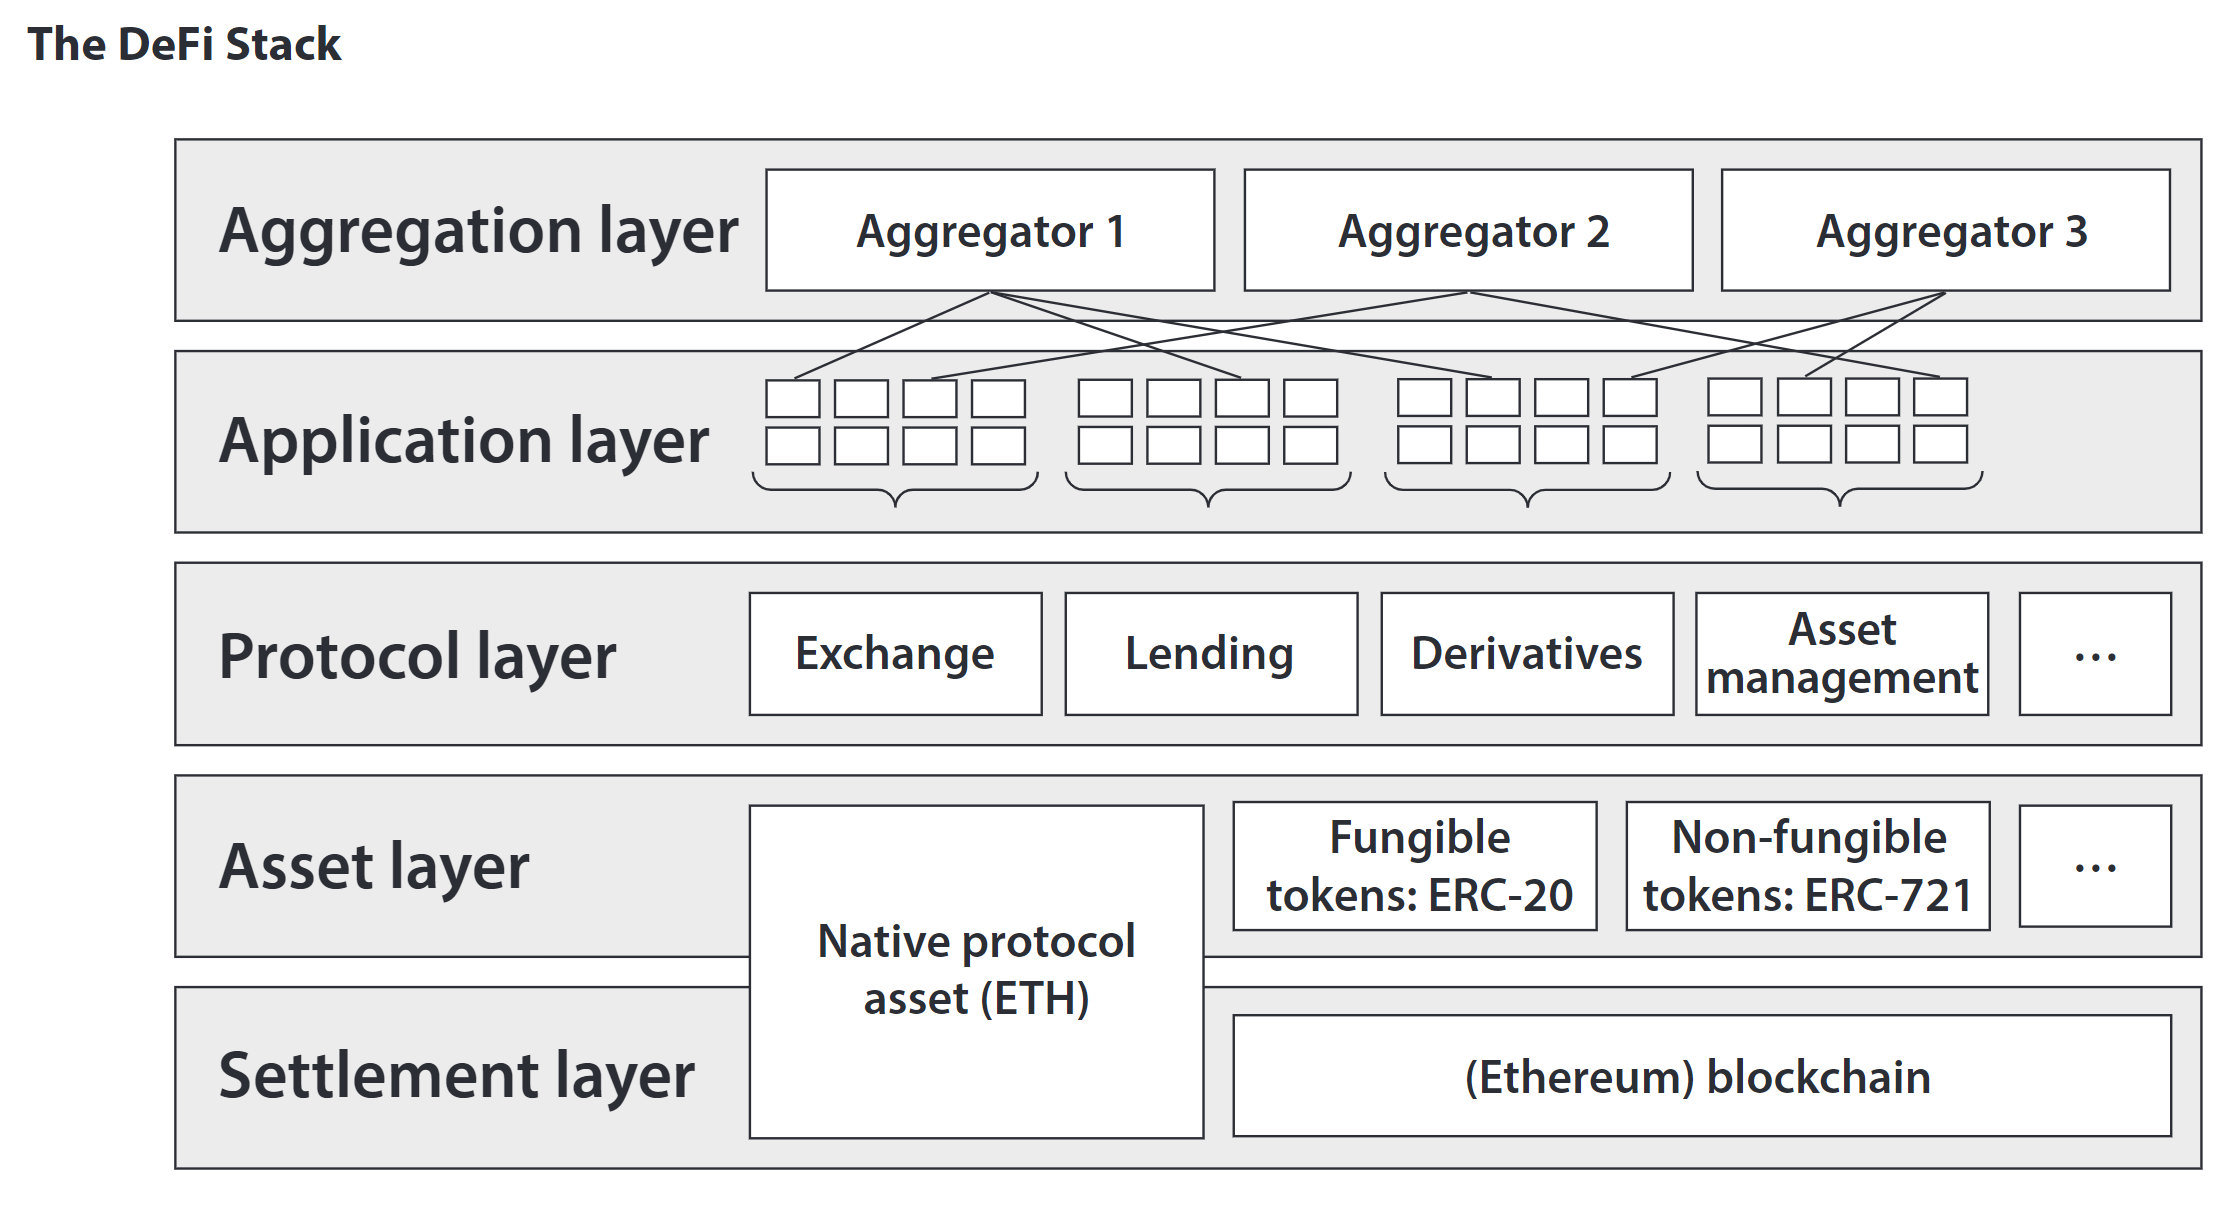 The DeFi Stack
Aggregation layer
Aggregator 1
Aggregator 2
Aggregator 3
Application layer
Protocol layer
Exchange
Lending
Derivatives
Asset
management
...
Asset layer
Native protocol
asset (ETH)
Fungible
tokens: ERC-20
Non-fungible
tokens: ERC-721
...
Settlement layer
(Ethereum) blockchain